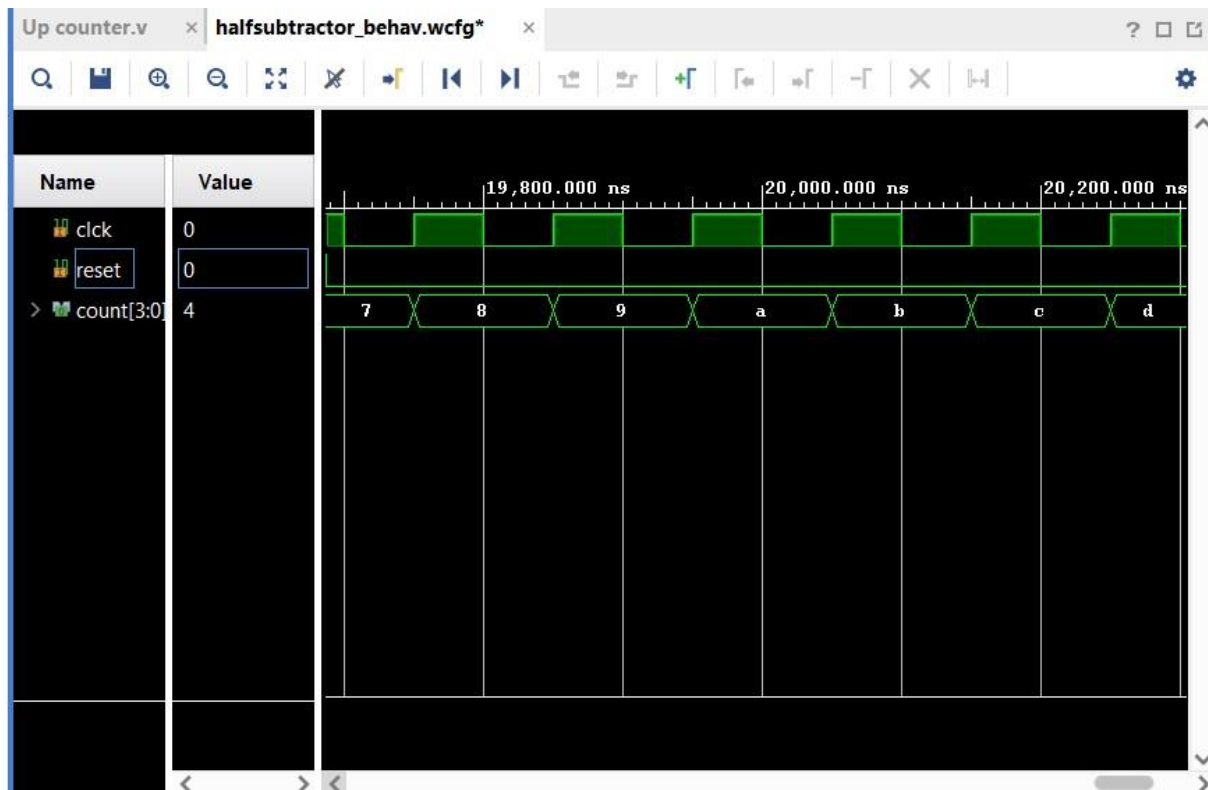 Up counter.v × halfsubtractor_behav.wcfg* × ?
Name Value
19,800.000 ns 20,000.000 ns 20,200.000 ns
clck 0
reset 0
count[3:0] 4 7 8 9 a b c d